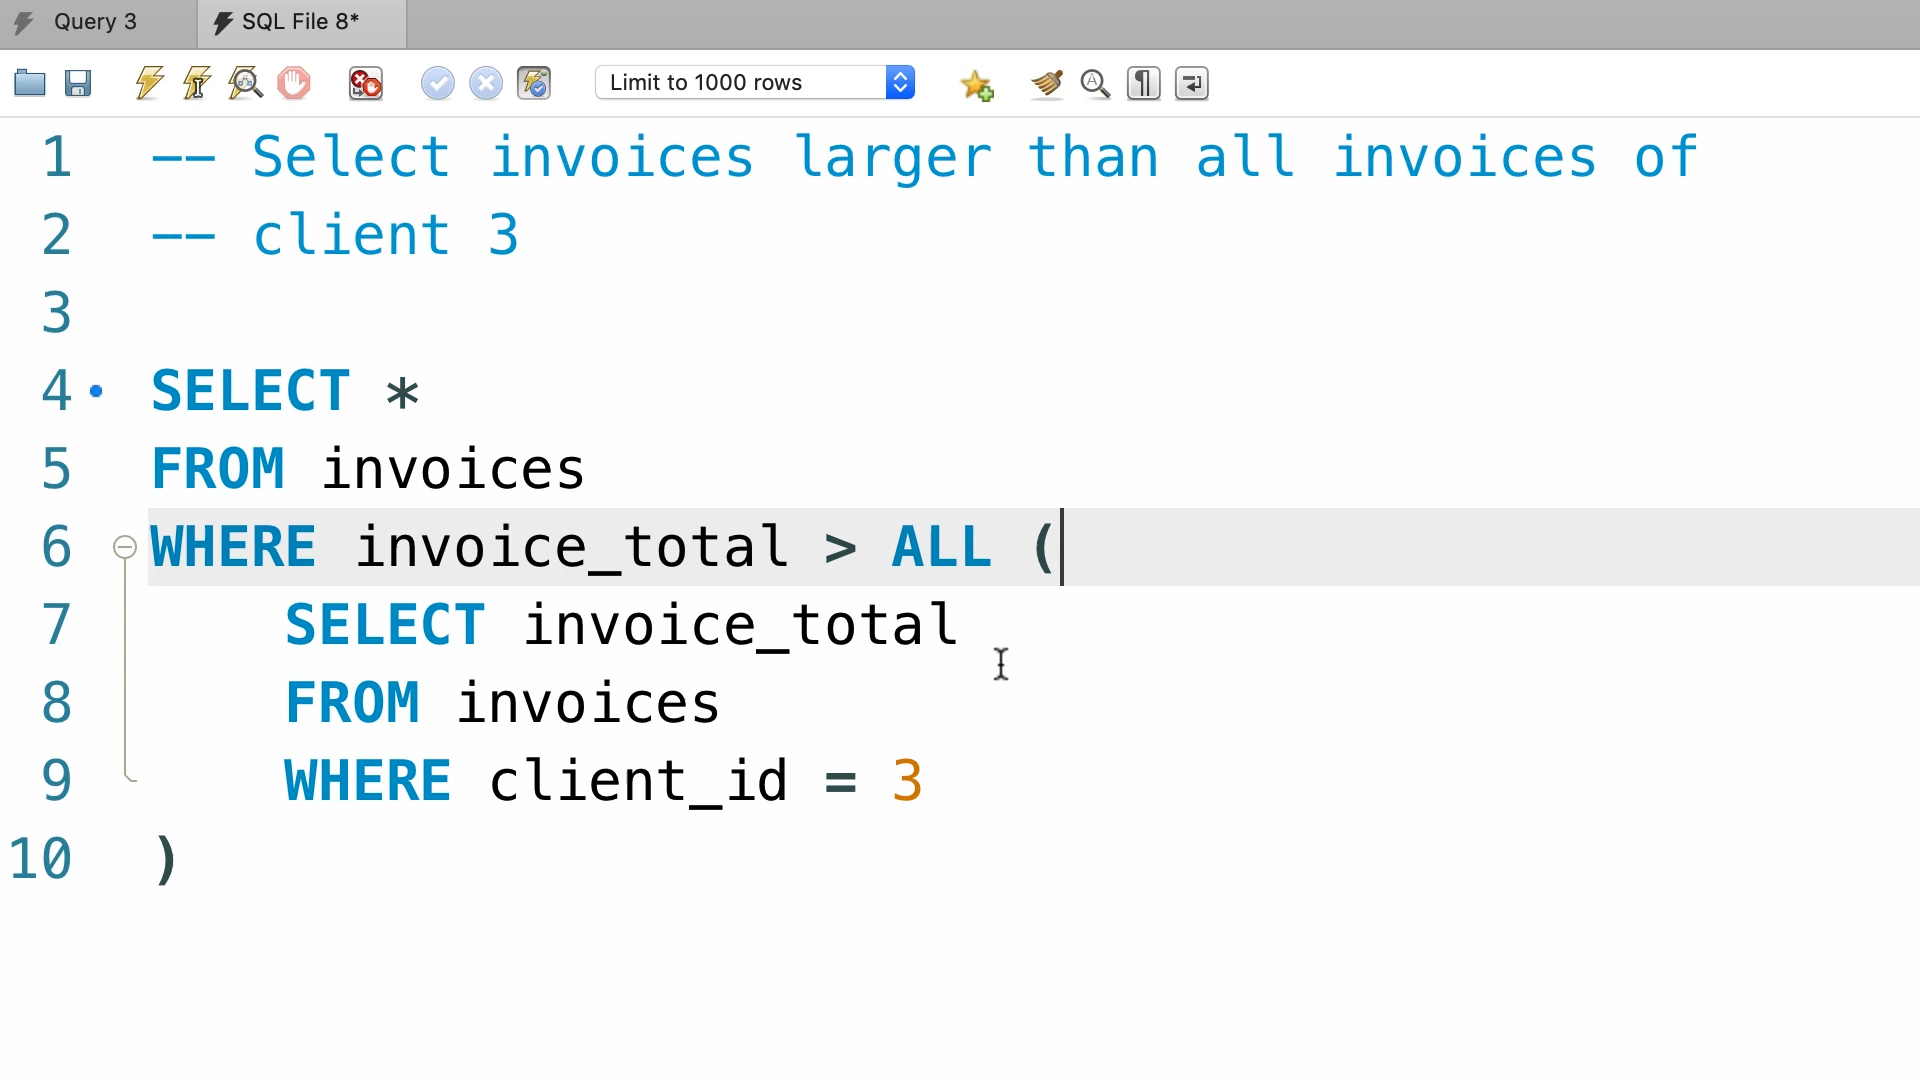 Query 3
SQL File 8*
Limit to 1000 rows
1 -- Select invoices larger than all invoices of
2 -- client 3
3
4 SELECT *
5 FROM invoices
6 WHERE invoice_total > ALL (
7 SELECT invoice_total
8 FROM invoices
9 WHERE client_id = 3
10 )